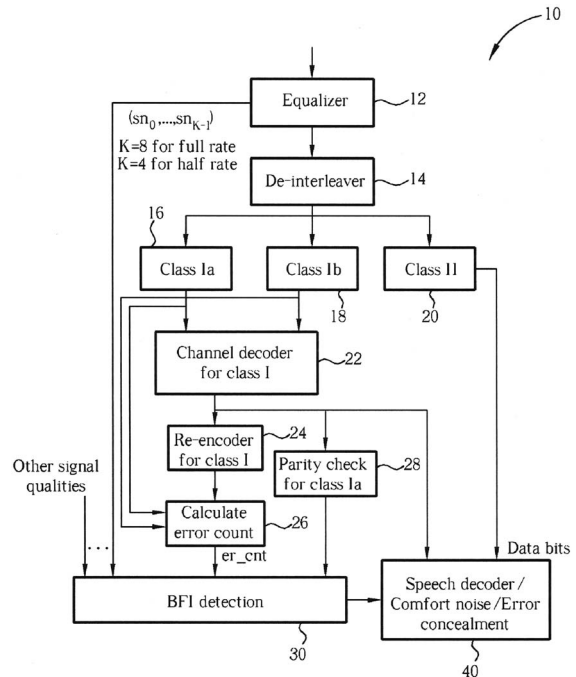 10
Equalizer
12
(sn0,...,snK-1)
K=8 for full rate
K=4 for half rate
De-interleaver
14
16
Class Ia
Class Ib
Class II
18
20
Channel decoder
for class I
22
Re-encoder
for class I
24
Parity check
for class Ia
28
Other signal
qualities
Calculate
error count
26
...
er_cnt
Data bits
BFI detection
30
Speech decoder/
Comfort noise/Error
concealment
40